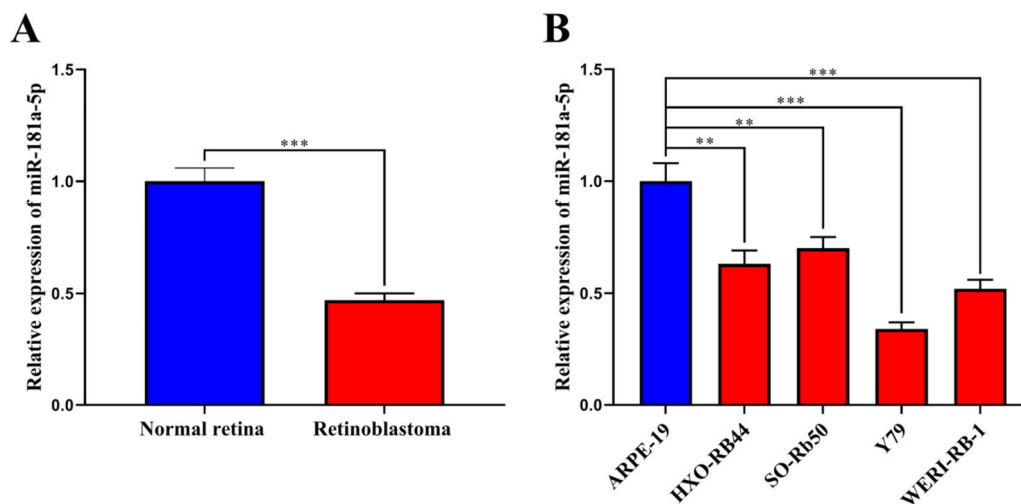 A
Relative expression of miR-181a-5p
1.5
1.0
0.5
0.0
***
Normal retina
Retinoblastoma
B
Relative expression of miR-181a-5p
1.5
1.0
0.5
0.0
***
***
**
**
ARPE-19
HXO-RB44
SO-Rb50
Y79
WERI-RB-1